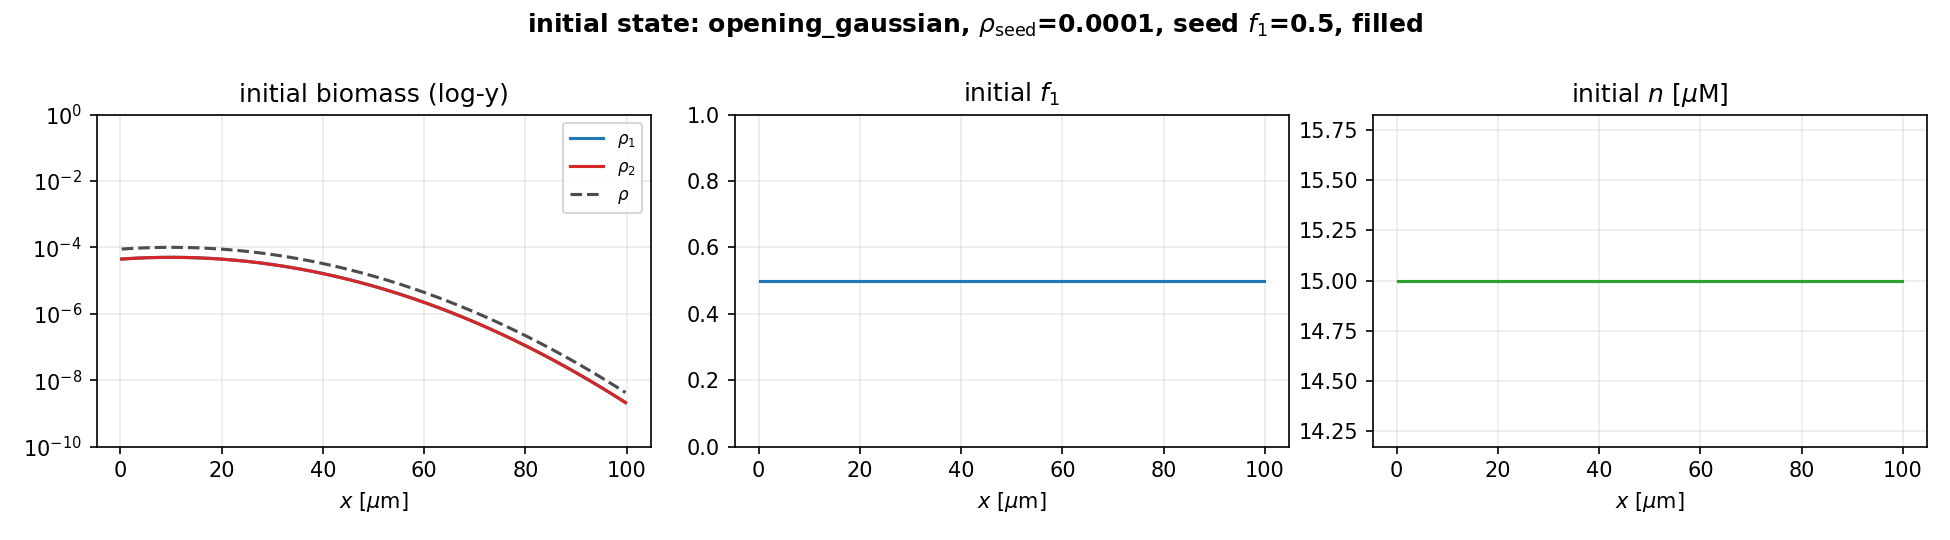 initial state: opening_gaussian, ρseed=0.0001, seed f1=0.5, filled
initial biomass (log-y)
10^0
10^-2
10^-4
10^-6
10^-8
10^-10
0 20 40 60 80 100
x [μm]
ρ1
ρ2
ρ
initial f1
1.0
0.8
0.6
0.4
0.2
0.0
0 20 40 60 80 100
x [μm]
initial n [μM]
15.75
15.50
15.25
15.00
14.75
14.50
14.25
0 20 40 60 80 100
x [μm]